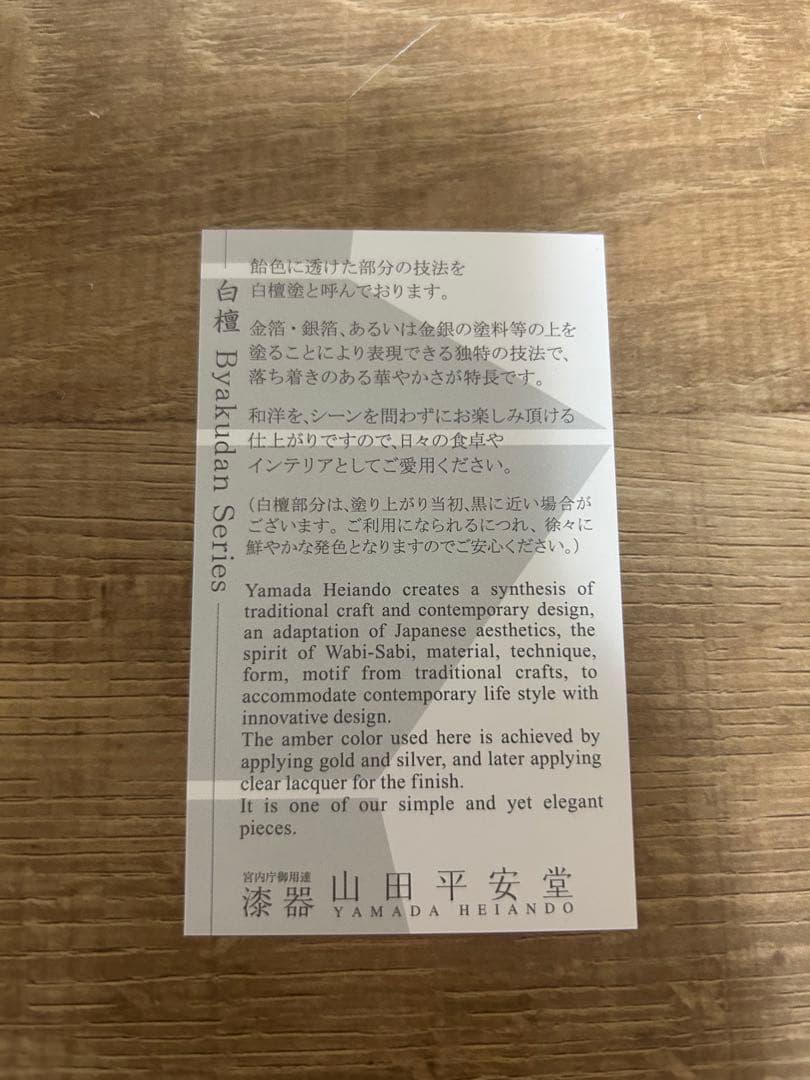 白檀 Byakudan Series
飴色に透けた部分の技法を
白檀塗と呼んでおります。
金箔・銀箔、あるいは金銀の塗料等の上を
塗ることにより表現できる独特の技法で、
落ち着きのある華やかさが特長です。
和洋を、シーンを問わずにお楽しみ頂ける
仕上がりですので、日々の食卓や
インテリアとしてご愛用ください。
（白檀部分は、塗り上がり当初、黒に近い場合が
ございます。ご利用になられるにつれ、徐々に
鮮やかな発色となりますのでご安心ください。）
Yamada Heiando creates a synthesis of
traditional craft and contemporary design,
an adaptation of Japanese aesthetics, the
spirit of Wabi-Sabi, material, technique,
form, motif from traditional crafts, to
accommodate contemporary life style with
innovative design.
The amber color used here is achieved by
applying gold and silver, and later applying
clear lacquer for the finish.
It is one of our simple and yet elegant
pieces.
宮内庁御用達
漆器 山田平安堂
YAMADA HEIANDO